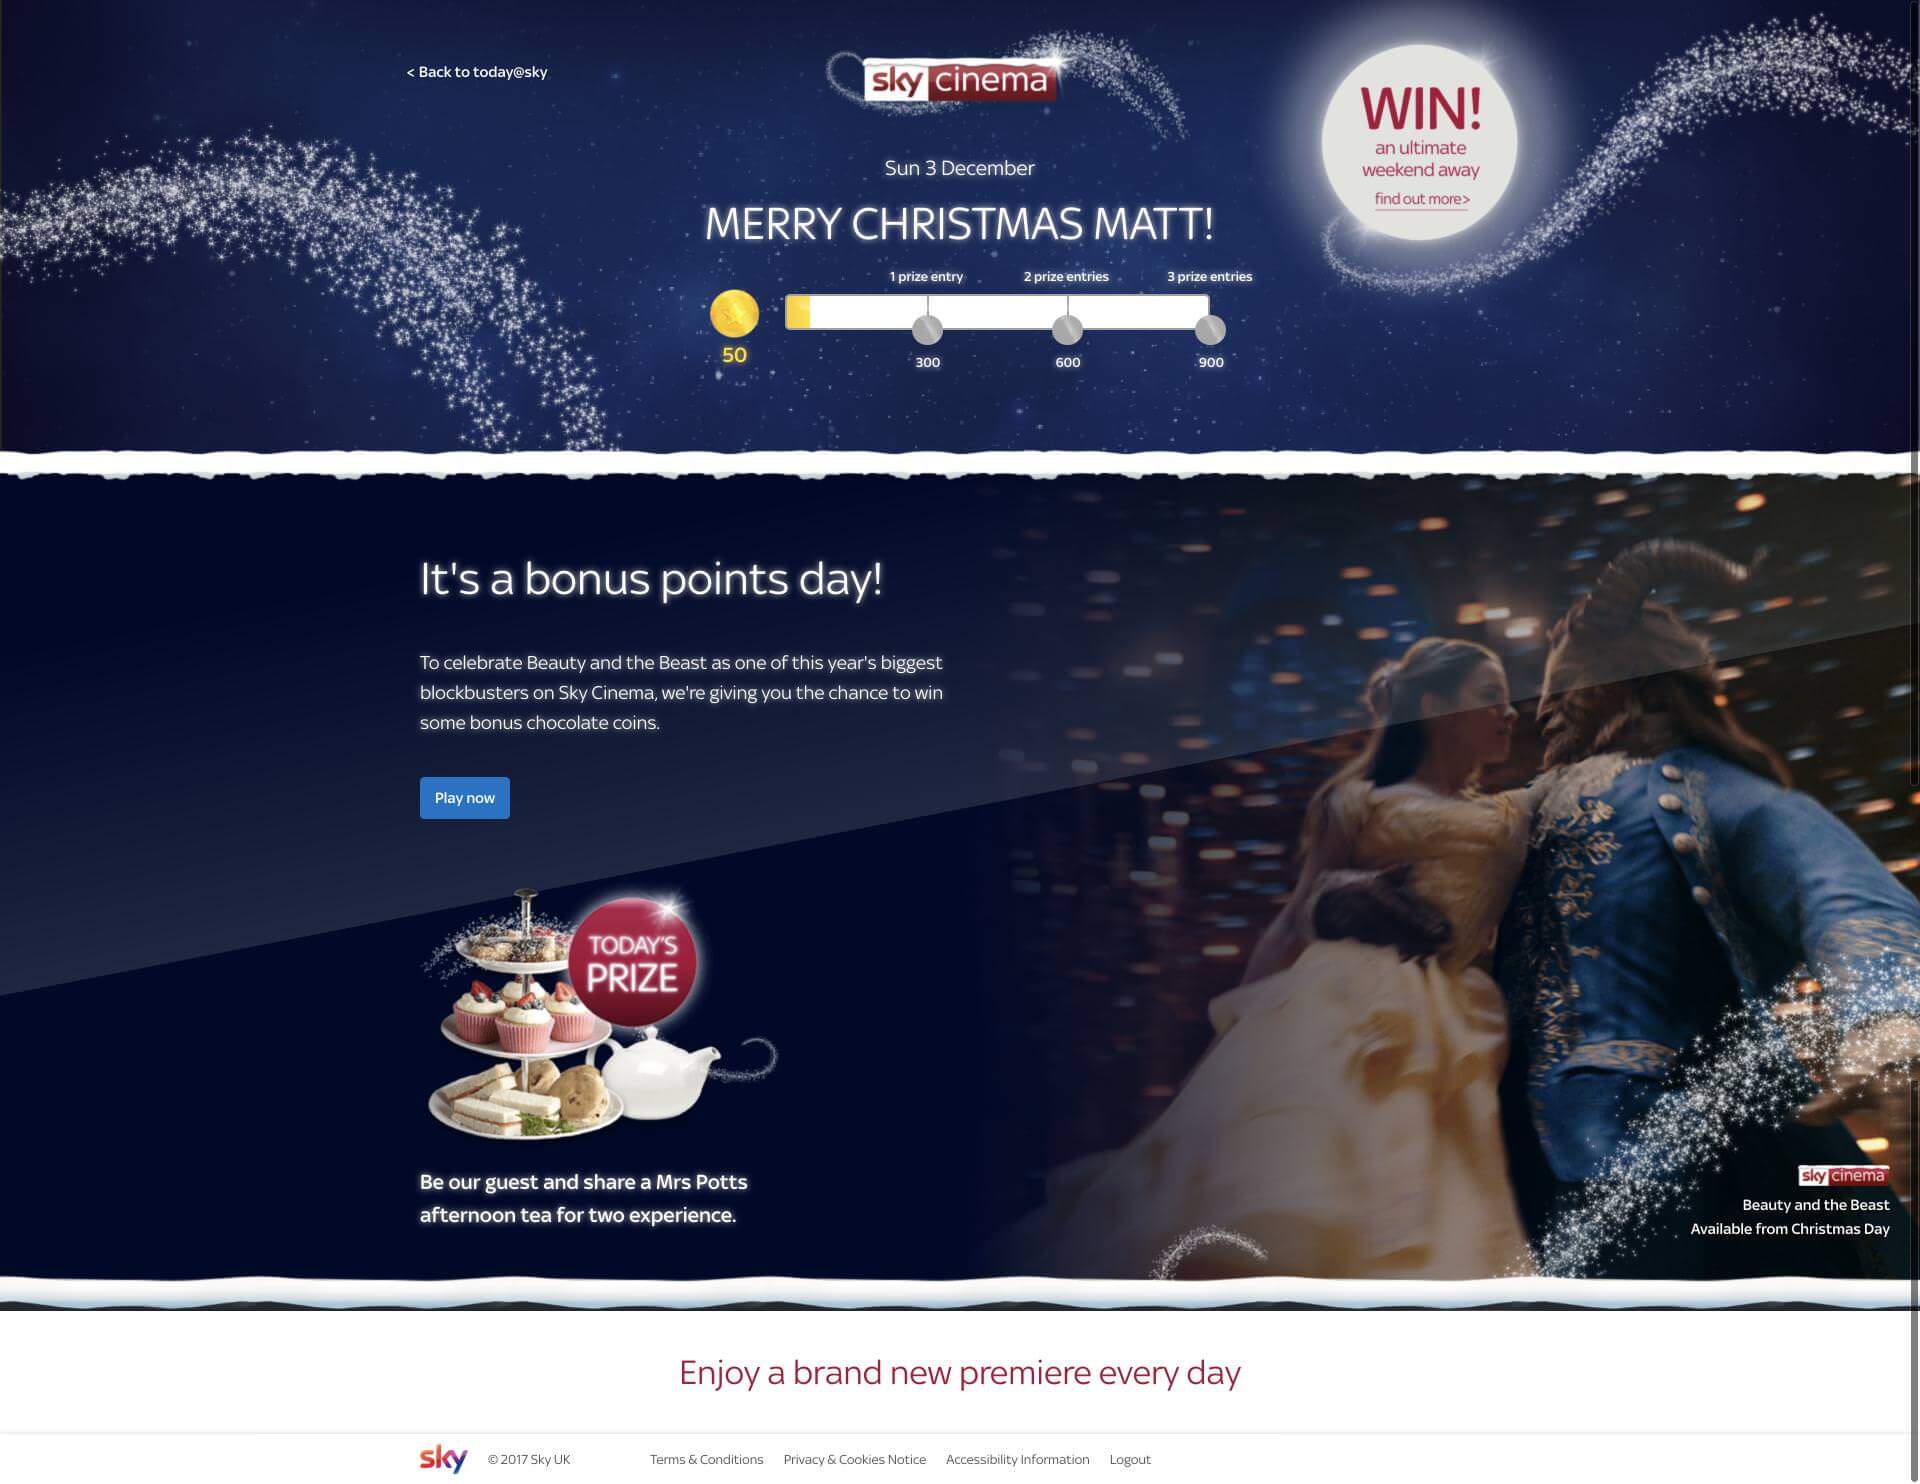 < Back to today@sky
sky cinema
WIN!
an ultimate
weekend away
find out more>
Sun 3 December
MERRY CHRISTMAS MATT!
1 prize entry 2 prize entries 3 prize entries
50
300 600 900
It's a bonus points day!
To celebrate Beauty and the Beast as one of this year's biggest
blockbusters on Sky Cinema, we're giving you the chance to win
some bonus chocolate coins.
Play now
TODAY'S
PRIZE
Be our guest and share a Mrs Potts
afternoon tea for two experience.
sky cinema
Beauty and the Beast
Available from Christmas Day
Enjoy a brand new premiere every day
sky © 2017 Sky UK Terms & Conditions Privacy & Cookies Notice Accessibility Information Logout